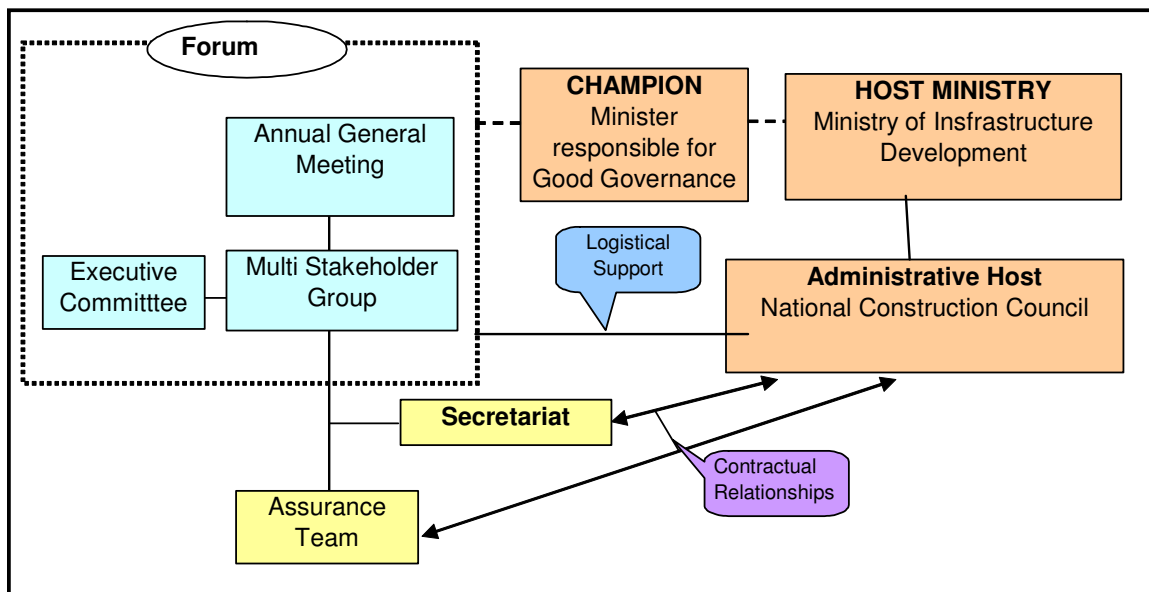 Forum
CHAMPION
Minister
responsible for
Good Governance
HOST MINISTRY
Ministry of Insfrastructure
Development
Annual General
Meeting
Logistical
Support
Executive
Committtee
Multi Stakeholder
Group
Administrative Host
National Construction Council
Secretariat
Contractual
Relationships
Assurance
Team